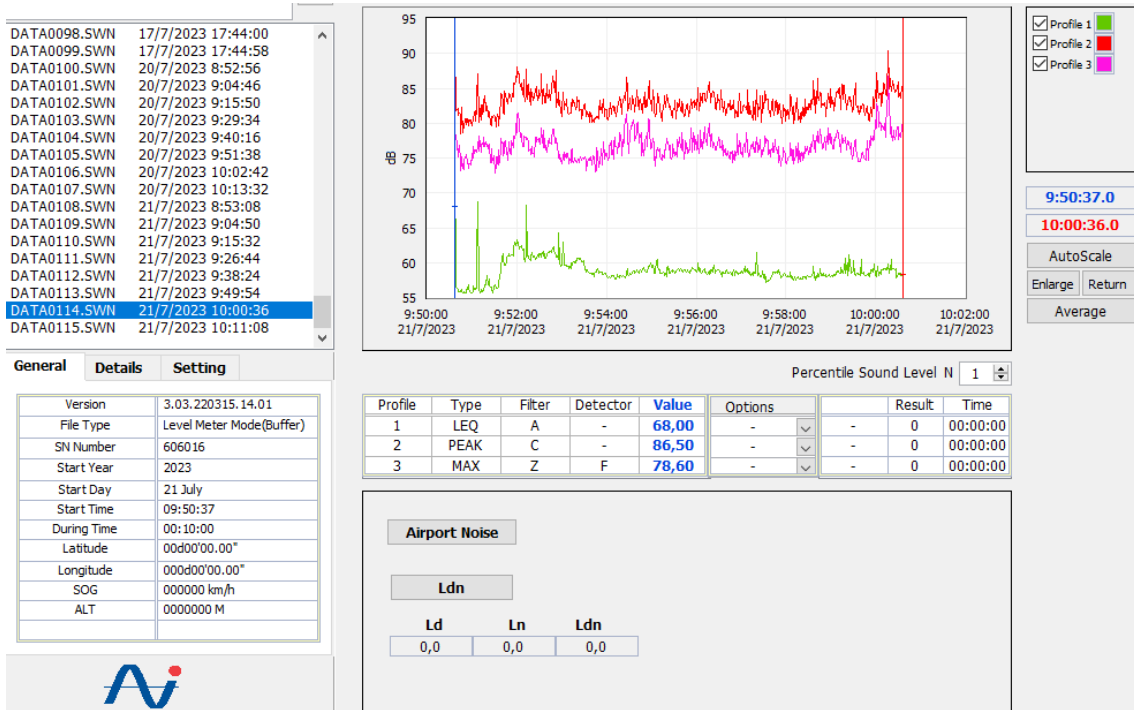 DATA0098.SWN 17/7/2023 17:44:00
DATA0099.SWN 17/7/2023 17:44:58
DATA0100.SWN 20/7/2023 8:52:56
DATA0101.SWN 20/7/2023 9:04:46
DATA0102.SWN 20/7/2023 9:15:50
DATA0103.SWN 20/7/2023 9:29:34
DATA0104.SWN 20/7/2023 9:40:16
DATA0105.SWN 20/7/2023 9:51:38
DATA0106.SWN 20/7/2023 10:02:42
DATA0107.SWN 20/7/2023 10:13:32
DATA0108.SWN 21/7/2023 8:53:08
DATA0109.SWN 21/7/2023 9:04:50
DATA0110.SWN 21/7/2023 9:15:32
DATA0111.SWN 21/7/2023 9:26:44
DATA0112.SWN 21/7/2023 9:38:24
DATA0113.SWN 21/7/2023 9:49:54
DATA0114.SWN 21/7/2023 10:00:36
DATA0115.SWN 21/7/2023 10:11:08
General Details Setting
Version 3.03.220315.14.01
File Type Level Meter Mode(Buffer)
SN Number 606016
Start Year 2023
Start Day 21 July
Start Time 09:50:37
During Time 00:10:00
Latitude 00d00'00.00"
Longitude 000d00'00.00"
SOG 000000 km/h
ALT 0000000 M
95
90
85
80
75
70
65
60
55
dB
9:50:00 9:52:00 9:54:00 9:56:00 9:58:00 10:00:00 10:02:00
21/7/2023 21/7/2023 21/7/2023 21/7/2023 21/7/2023 21/7/2023 21/7/2023
Profile 1
Profile 2
Profile 3
9:50:37.0
10:00:36.0
AutoScale
Enlarge Return
Average
Percentile Sound Level N 1
Profile Type Filter Detector Value Options Result Time
1 LEQ A - 68,00 - - 0 00:00:00
2 PEAK C - 86,50 - - 0 00:00:00
3 MAX Z F 78,60 - - 0 00:00:00
Airport Noise
Ldn
Ld Ln Ldn
0,0 0,0 0,0